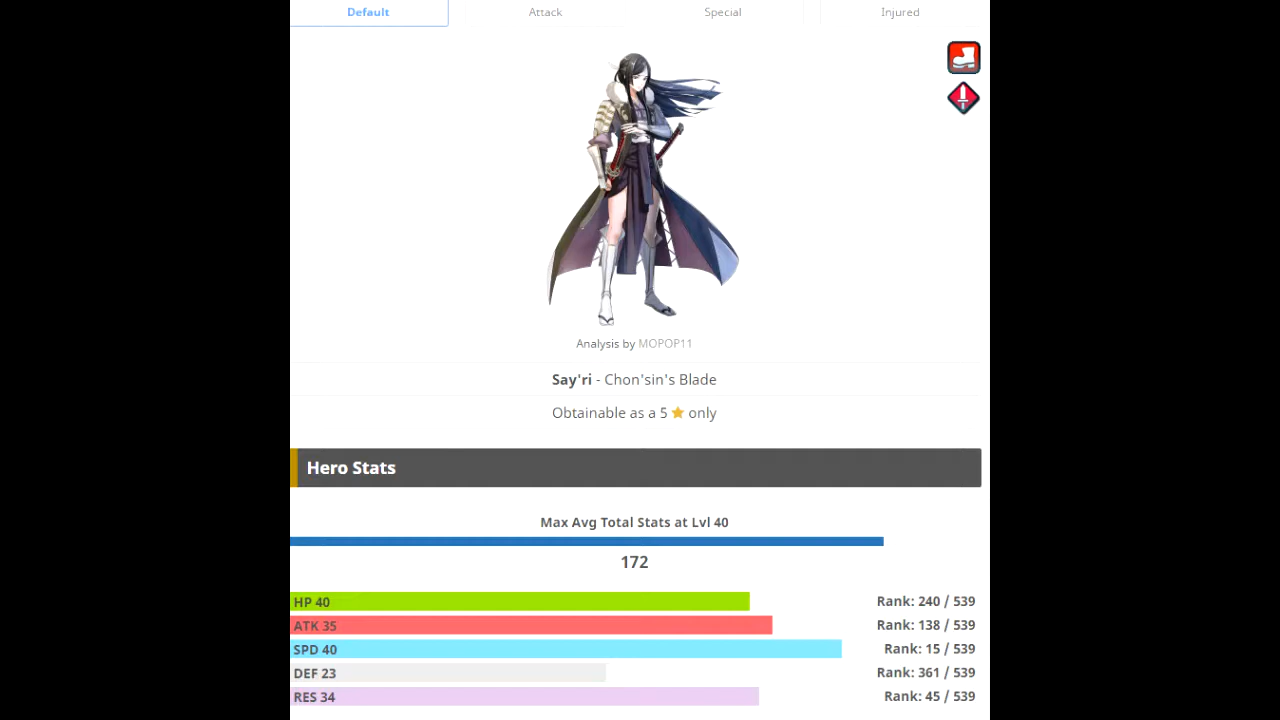 Default Attack Special Injured
Analysis by MOPOP11
Say'ri - Chon'sin's Blade
Obtainable as a 5 only
Hero Stats
Max Avg Total Stats at Lvl 40
172
HP 40 Rank: 240 / 539
ATK 35 Rank: 138 / 539
SPD 40 Rank: 15 / 539
DEF 23 Rank: 361 / 539
RES 34 Rank: 45 / 539